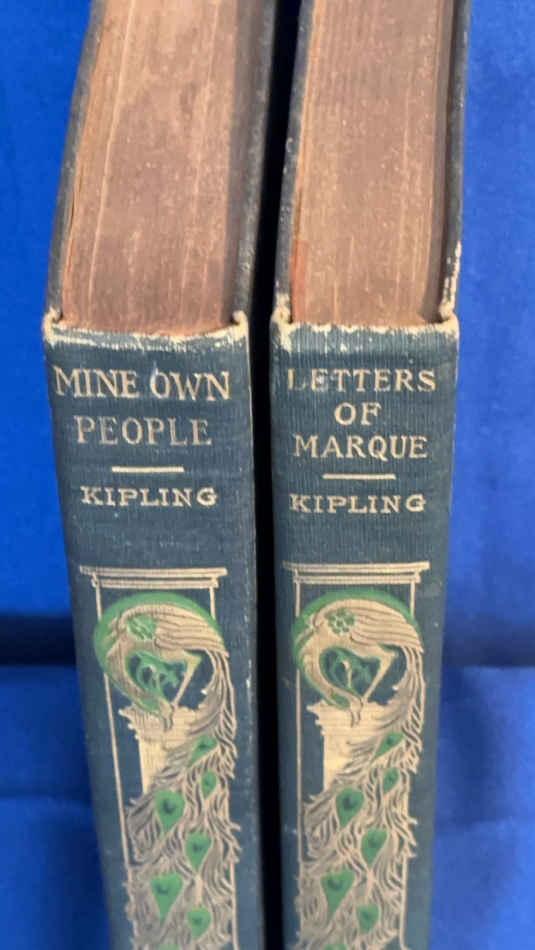 MINE OWN
PEOPLE
KIPLING
LETTERS
OF
MARQUE
KIPLING